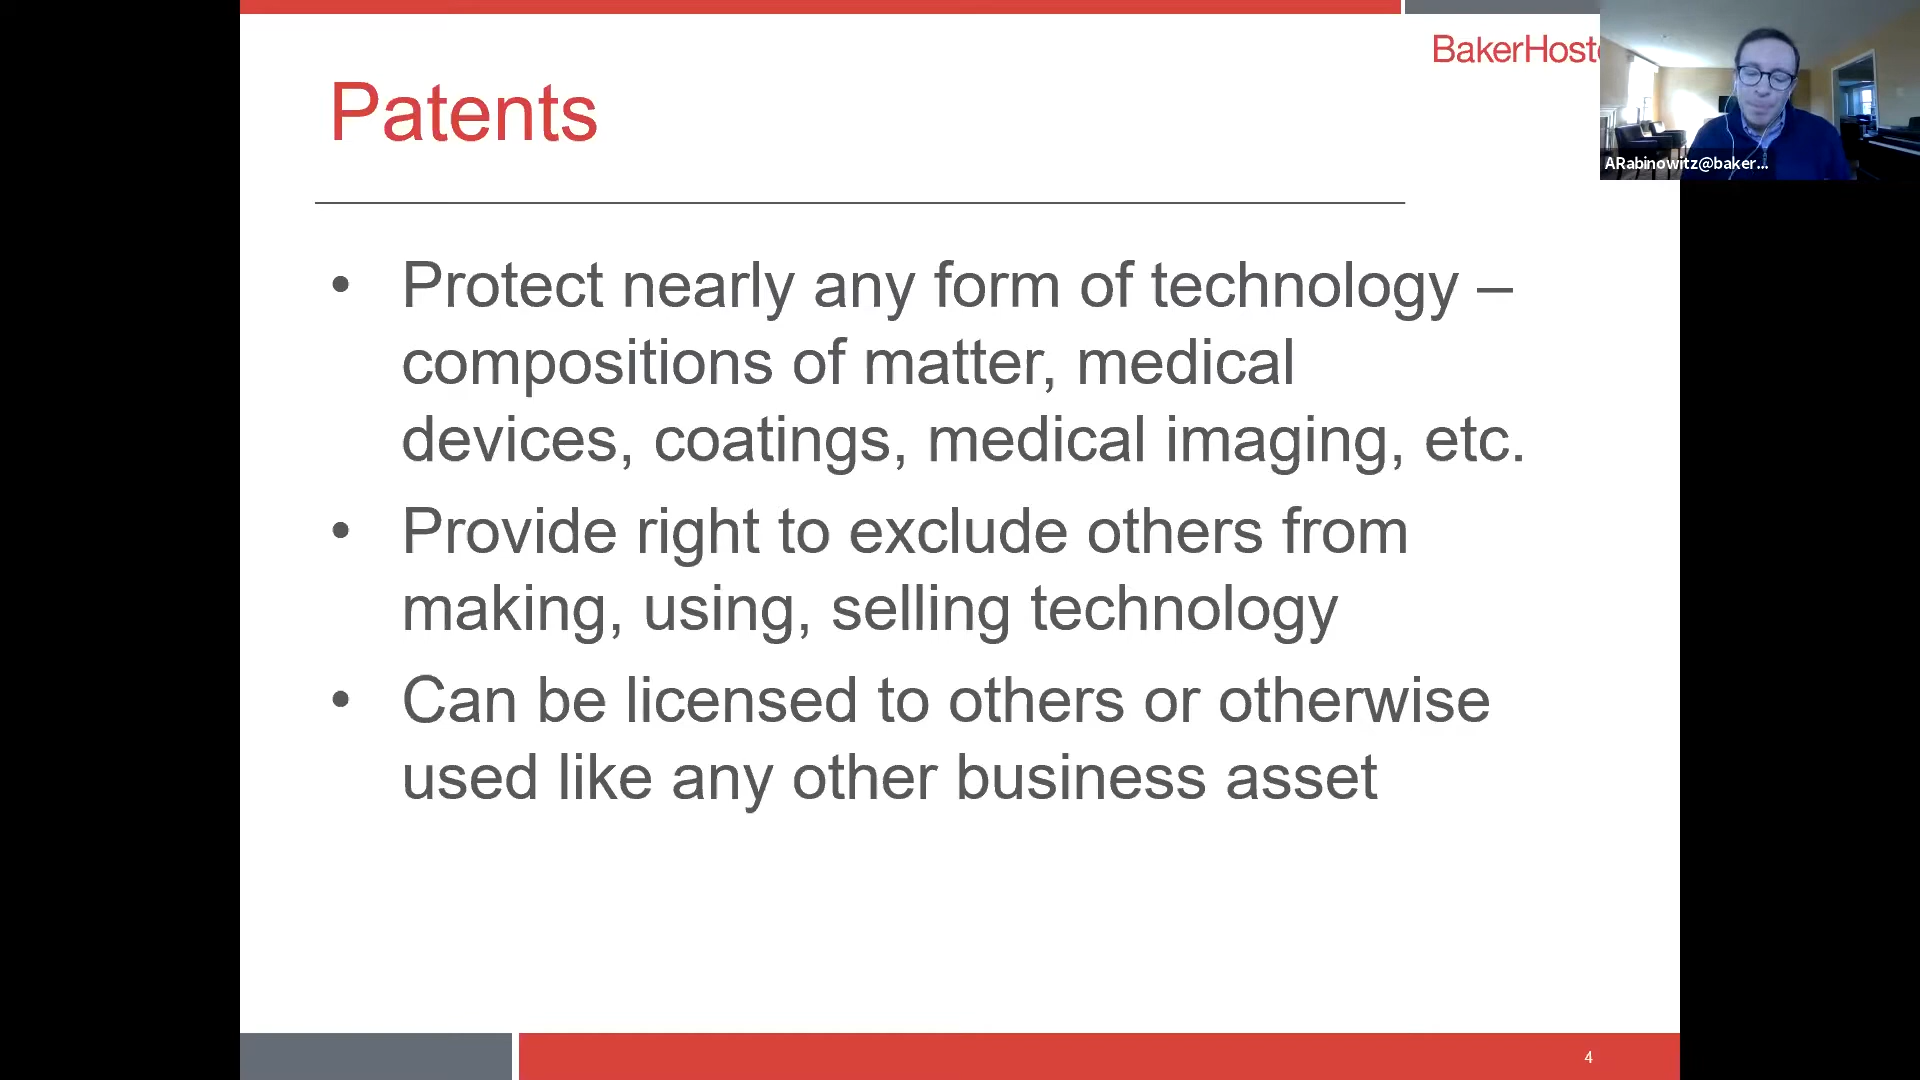 BakerHost
Patents
ARabinowitz@baker...
• Protect nearly any form of technology –
compositions of matter, medical
devices, coatings, medical imaging, etc.
• Provide right to exclude others from
making, using, selling technology
• Can be licensed to others or otherwise
used like any other business asset
4